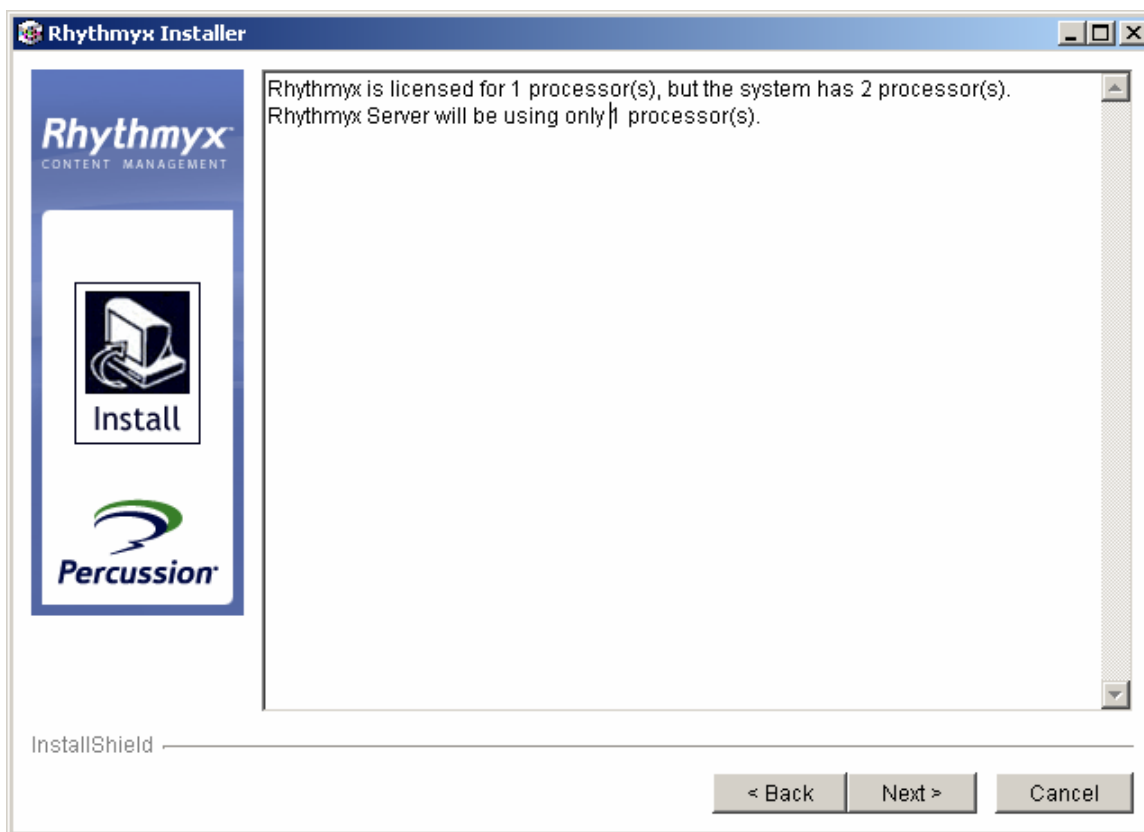 Rhythmyx Installer
Rhythmyx
CONTENT MANAGEMENT
Install
Percussion
Rhythmyx is licensed for 1 processor(s), but the system has 2 processor(s).
Rhythmyx Server will be using only 1 processor(s).
InstallShield
< Back
Next >
Cancel